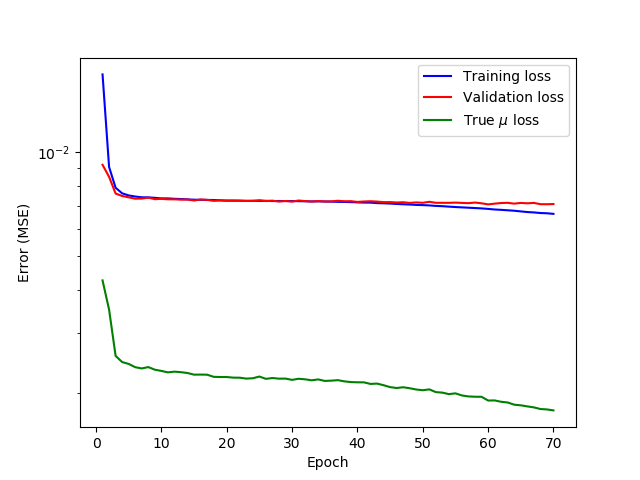 Training loss
Validation loss
True μ loss
10⁻²
Error (MSE)
0 10 20 30 40 50 60 70
Epoch